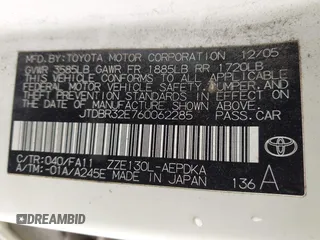 MFD. BY: TOYOTA MOTOR CORPORATION 12/05
GVWR 3585LB GAWR FR 1885LB RR 1720LB
THIS VEHICLE CONFORMS TO ALL APPLICABLE
FEDERAL MOTOR VEHICLE SAFETY, BUMPER, AND
THEFT PREVENTION STANDARDS IN EFFECT ON
THE DATE OF MANUFACTURE SHOWN ABOVE.
JTDBR32E760062285 PASS.CAR
C/TR: 040/FA11 ZZE130L-AEPDKA
A/TM: -01A/A245E MADE IN JAPAN 136 A
DREAMBID